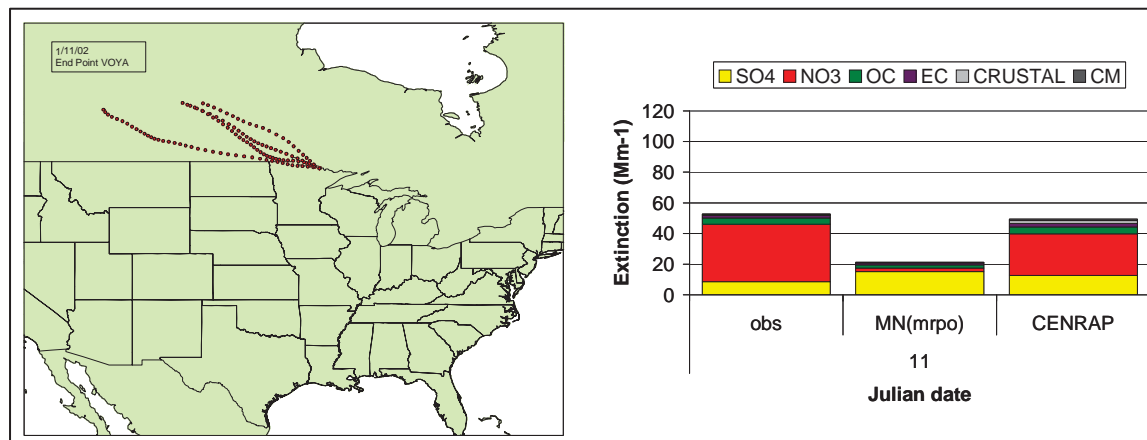 1/11/02
End Point VOYA
SO4 NO3 OC EC CRUSTAL CM
Extinction (Mm-1)
120
100
80
60
40
20
0
obs MN(mrpo) CENRAP
11
Julian date